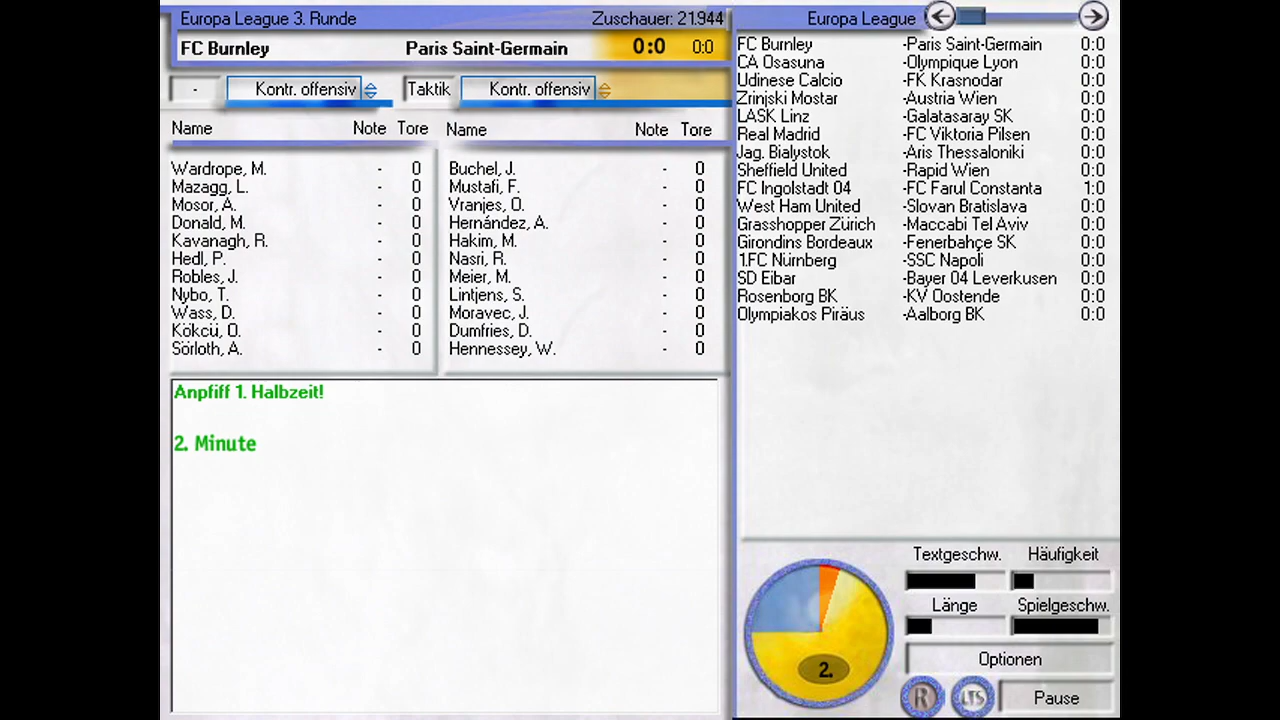 Europa League 3. Runde Zuschauer: 21.944
FC Burnley Paris Saint-Germain 0:0 0:0
- Kontr. offensiv Taktik Kontr. offensiv
Name Note Tore Name Note Tore
Wardrope, M. - 0 Buchel, J. - 0
Mazagg, L. - 0 Mustafi, F. - 0
Mosor, A. - 0 Vranjes, O. - 0
Donald, M. - 0 Hernández, A. - 0
Kavanagh, R. - 0 Hakim, M. - 0
Hedl, P. - 0 Nasri, R. - 0
Robles, J. - 0 Meier, M. - 0
Nybo, T. - 0 Lintjens, S. - 0
Wass, D. - 0 Moravec, J. - 0
Kökcü, O. - 0 Dumfries, D. - 0
Sörloth, A. - 0 Hennessey, W. - 0
Anpfiff 1. Halbzeit!
2. Minute
Europa League
FC Burnley -Paris Saint-Germain 0:0
CA Osasuna -Olympique Lyon 0:0
Udinese Calcio -FK Krasnodar 0:0
Zrinjski Mostar -Austria Wien 0:0
LASK Linz -Galatasaray SK 0:0
Real Madrid -FC Viktoria Pilsen 0:0
Jag. Bialystok -Aris Thessaloniki 0:0
Sheffield United -Rapid Wien 0:0
FC Ingolstadt 04 -FC Farul Constanta 1:0
West Ham United -Slovan Bratislava 0:0
Grasshopper Zürich -Maccabi Tel Aviv 0:0
Girondins Bordeaux -Fenerbahçe SK 0:0
1.FC Nürnberg -SSC Napoli 0:0
SD Eibar -Bayer 04 Leverkusen 0:0
Rosenborg BK -KV Oostende 0:0
Olympiakos Piräus -Aalborg BK 0:0
Textgeschw. Häufigkeit
Länge Spielgeschw.
Optionen
2.
R LTS Pause